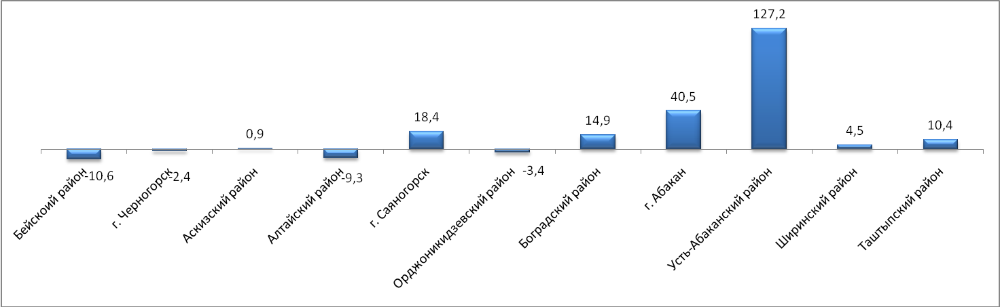 127,2
40,5
18,4
14,9
10,4
0,9
4,5
-10,6
-2,4
-9,3
-3,4
Бейскоий район
г. Черногорск
Аскизский район
Алтайский район
г. Саяногорск
Орджоникидзевский район
Боградский район
г. Абакан
Усть-Абаканский район
Ширинский район
Таштыпский район